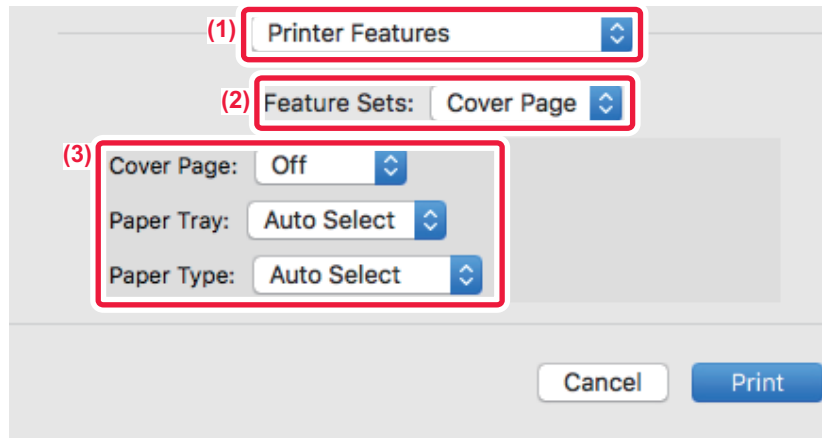 (1) Printer Features
(2) Feature Sets: Cover Page
(3) Cover Page: Off
Paper Tray: Auto Select
Paper Type: Auto Select
Cancel Print